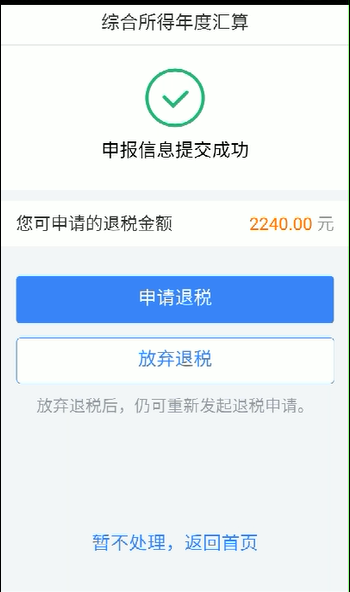 综合所得年度汇算
申报信息提交成功
您可申请的退税金额 2240.00 元
申请退税
放弃退税
放弃退税后，仍可重新发起退税申请。
暂不处理，返回首页